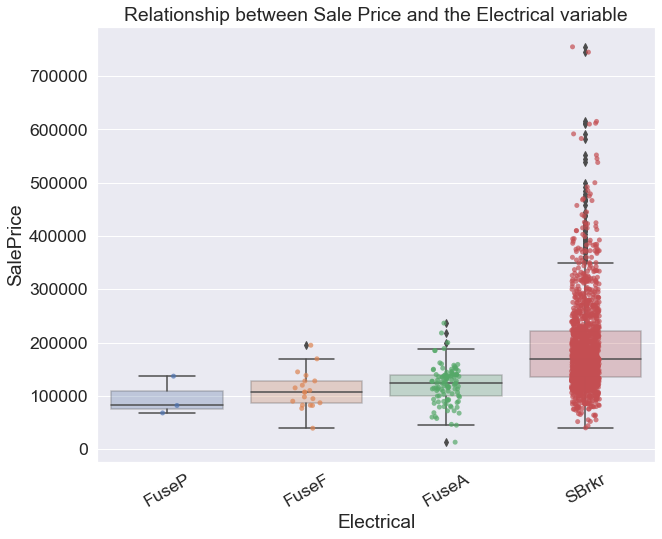 Relationship between Sale Price and the Electrical variable
700000
600000
500000
400000
300000
200000
100000
0
SalePrice
FuseP
FuseF
FuseA
SBrkr
Electrical